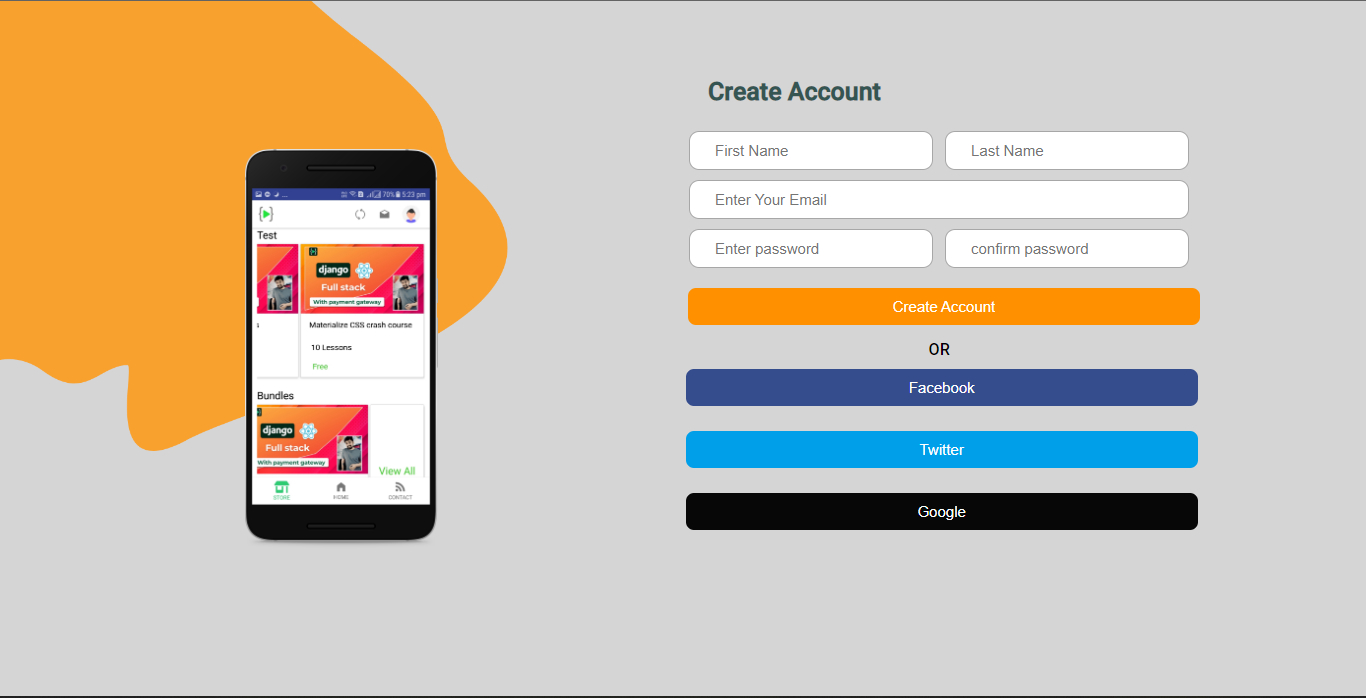 Create Account
First Name Last Name
Enter Your Email
Enter password confirm password
Create Account
OR
Facebook
Twitter
Google
70% 5:23 pm
Test
django
Full stack
With payment gateway
s
Materialize CSS crash course
10 Lessons
Free
Bundles
django
Full stack
With payment gateway
View All
STORE HOME CONTACT